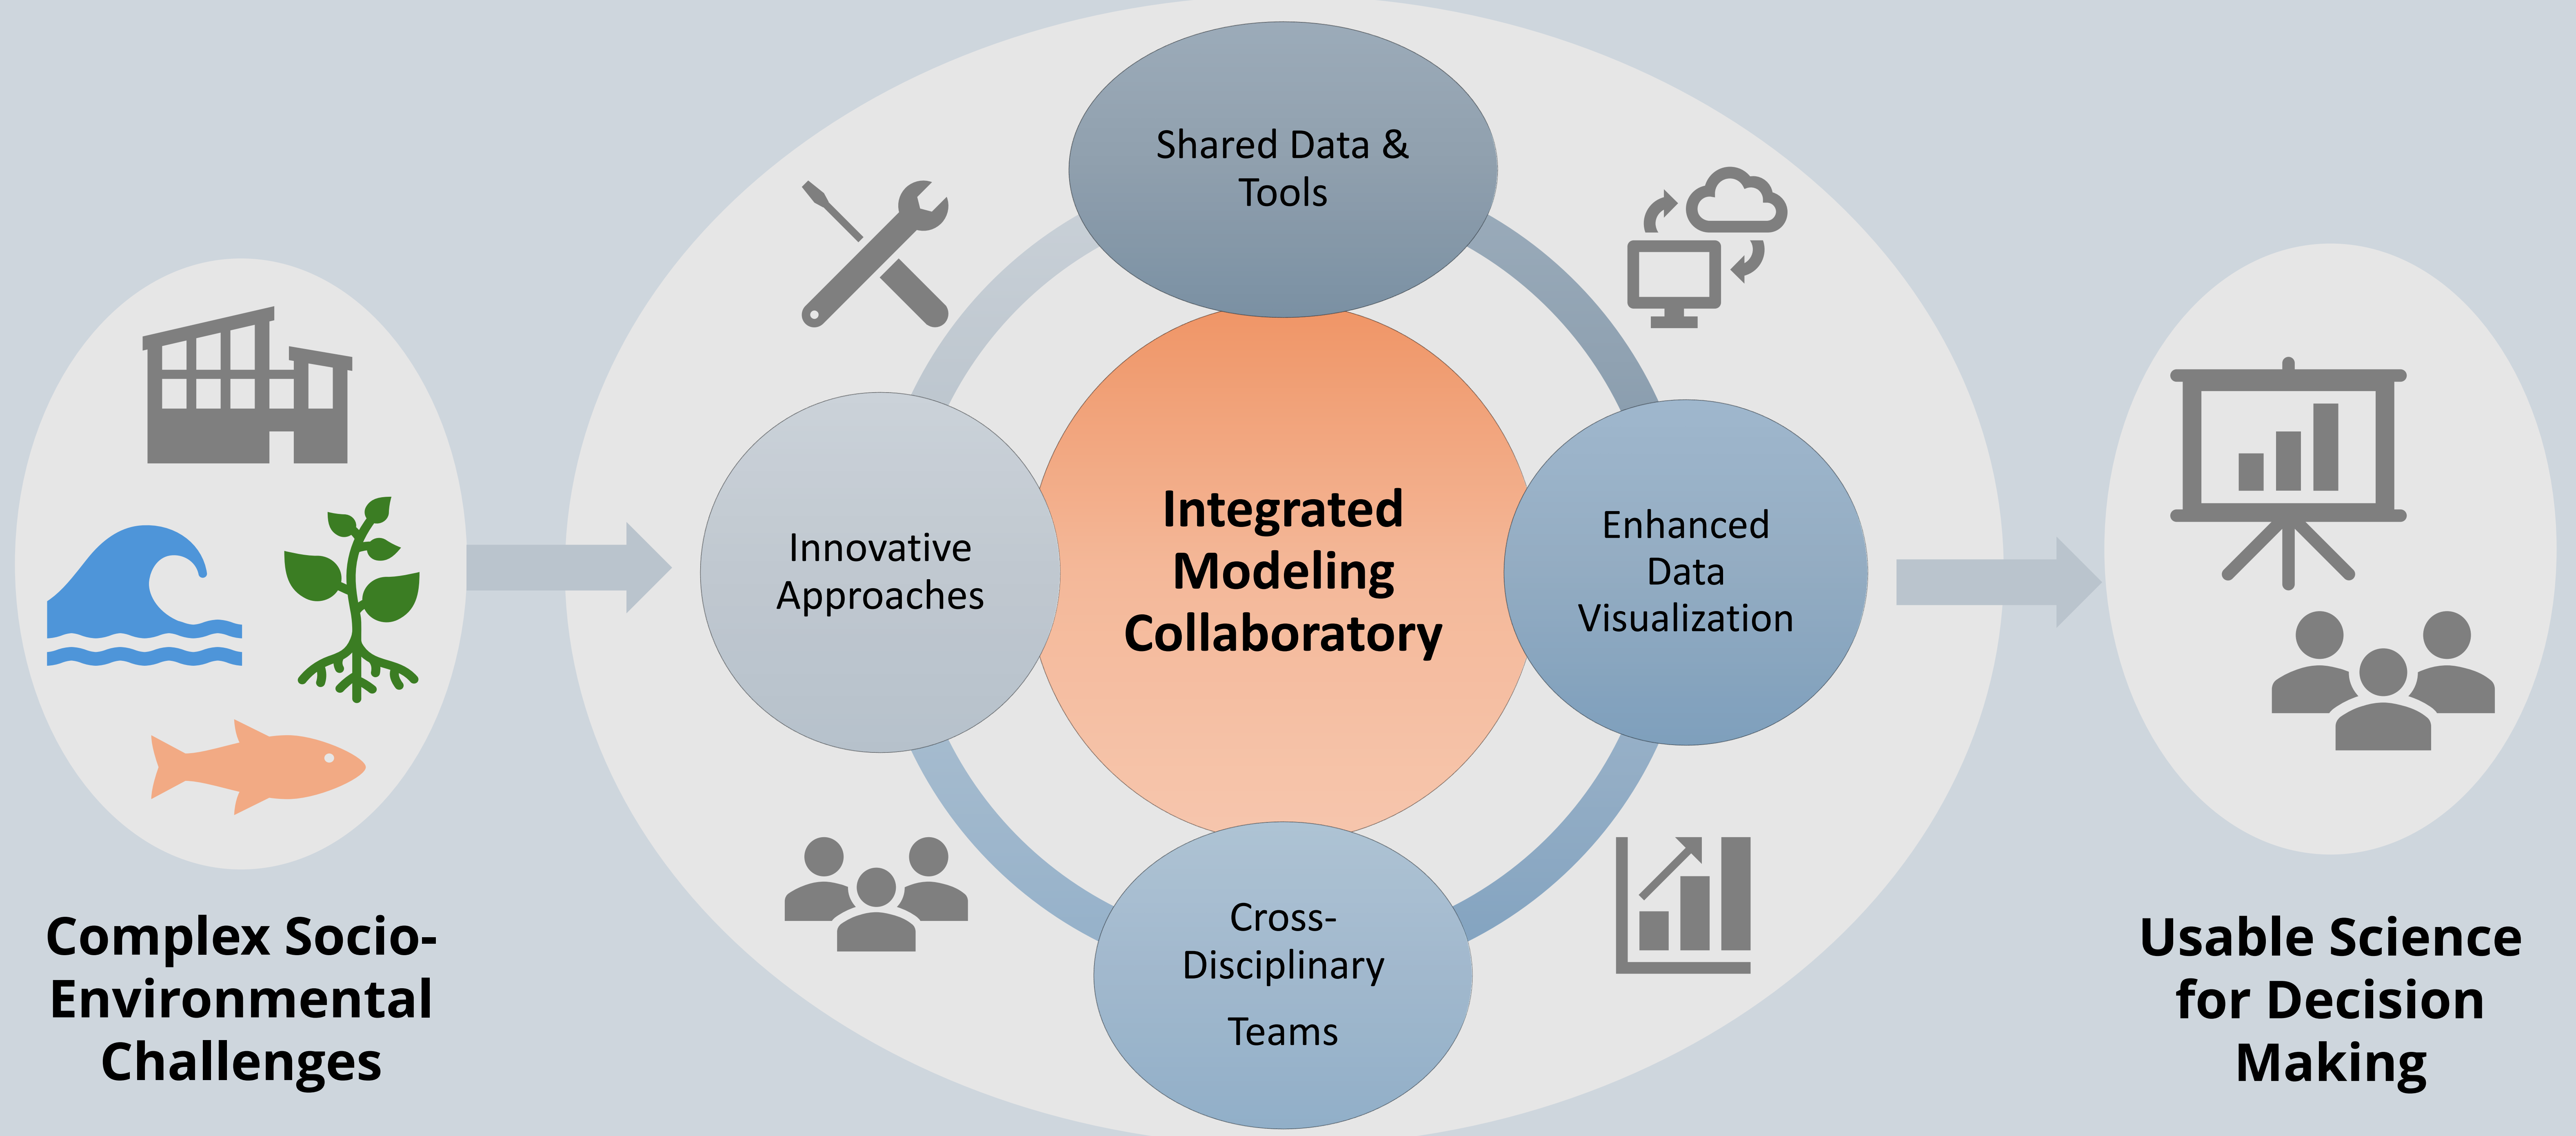 Complex Socio-
Environmental
Challenges
Shared Data &
Tools
Innovative
Approaches
Integrated
Modeling
Collaboratory
Enhanced
Data
Visualization
Cross-
Disciplinary
Teams
Usable Science
for Decision
Making